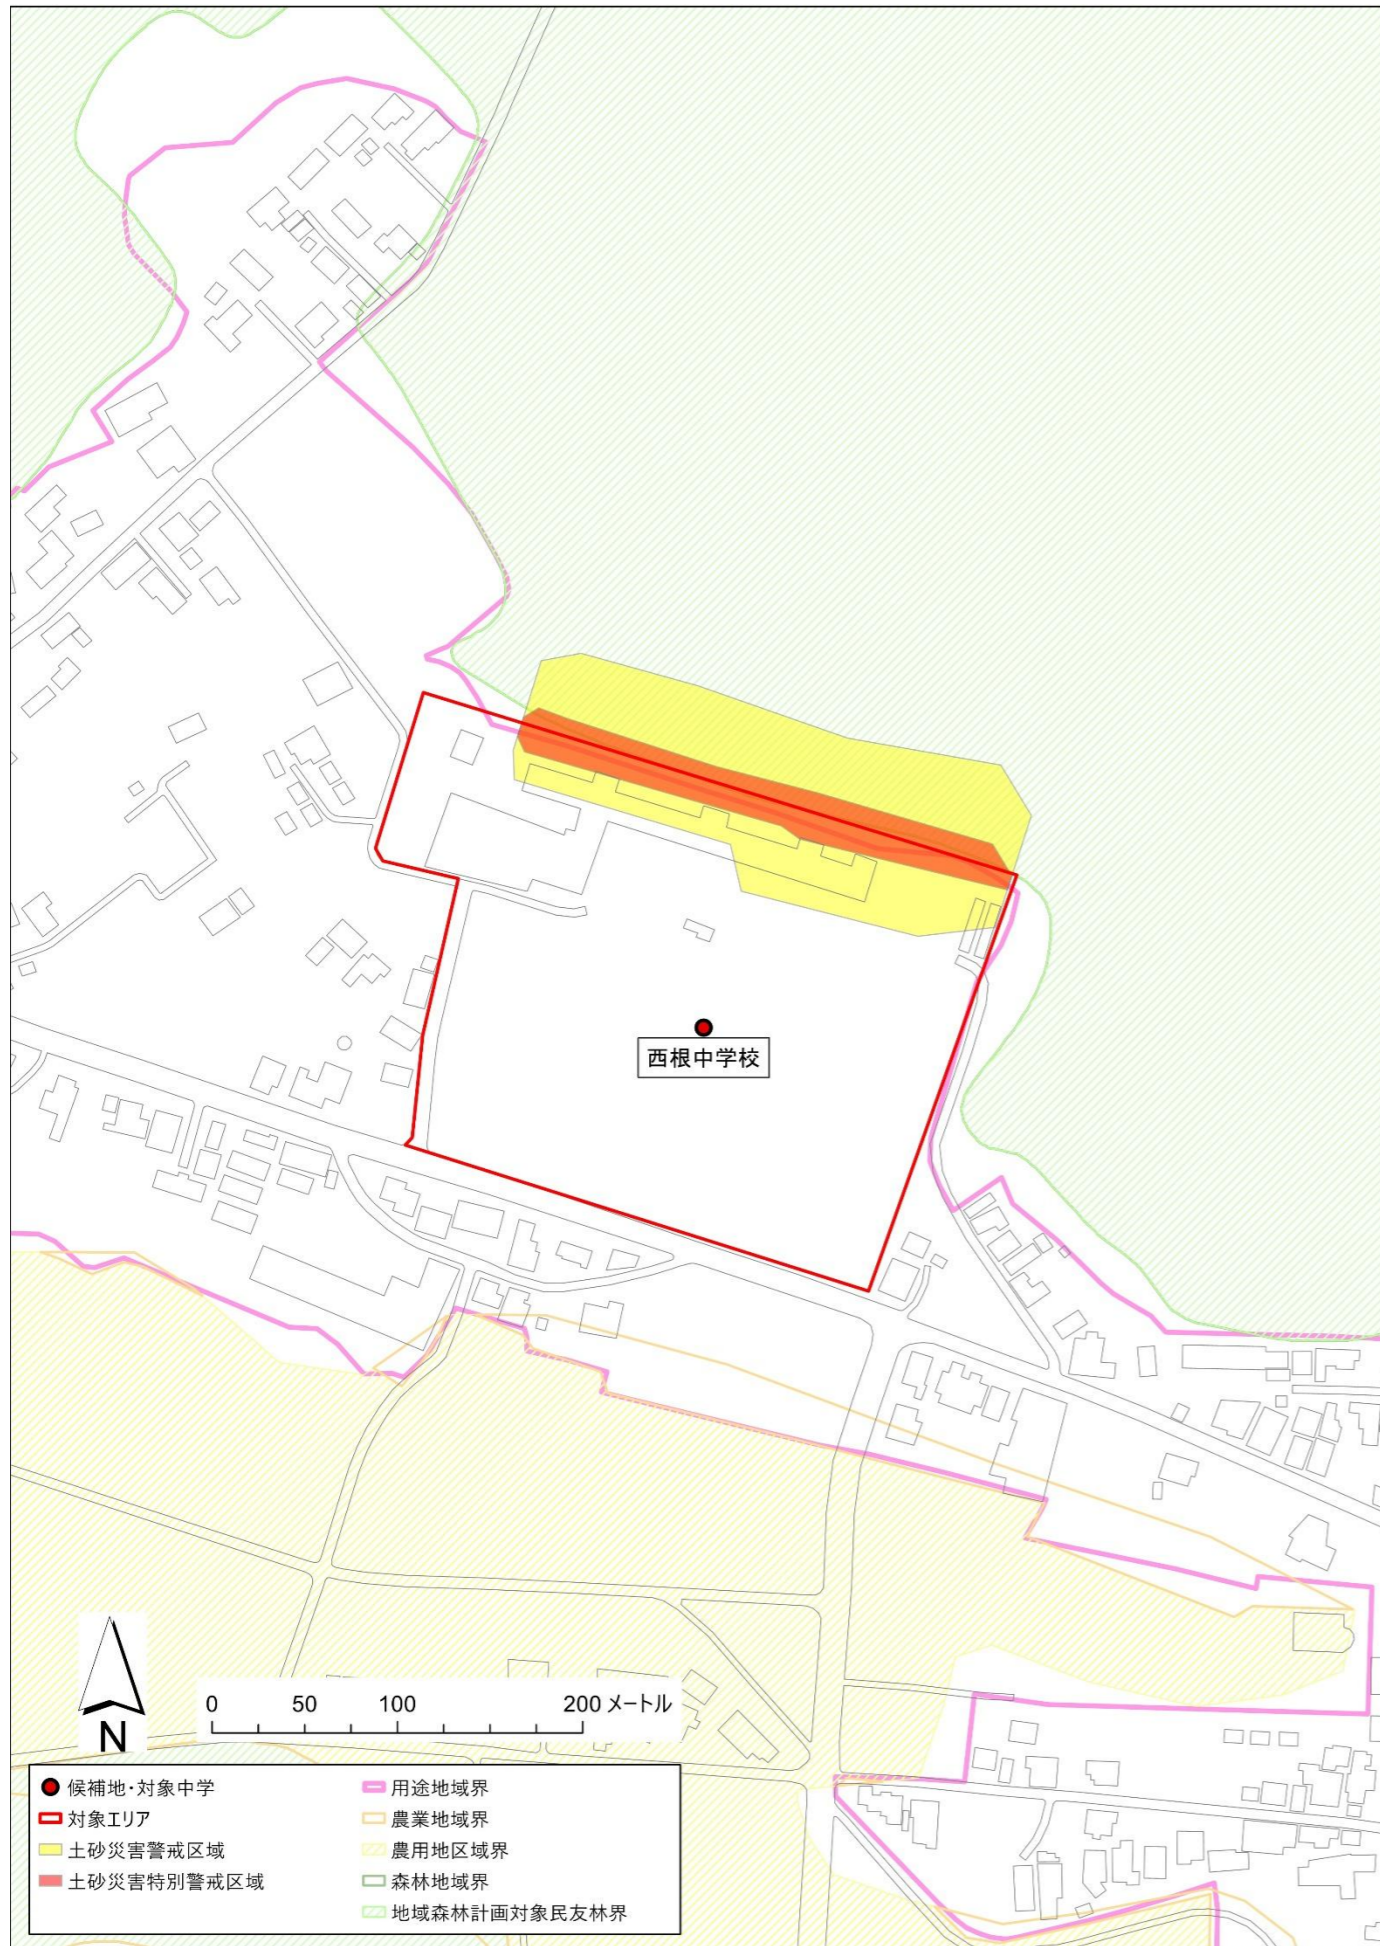 西根中学校
0 50 100 200 メートル
N
候補地・対象中学
対象エリア
土砂災害警戒区域
土砂災害特別警戒区域
用途地域界
農業地域界
農用地区域界
森林地域界
地域森林計画対象民友林界